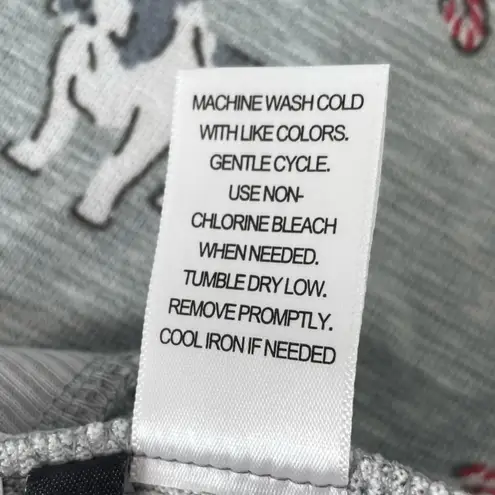 MACHINE WASH COLD
WITH LIKE COLORS.
GENTLE CYCLE.
USE NON-
CHLORINE BLEACH
WHEN NEEDED.
TUMBLE DRY LOW.
REMOVE PROMPTLY.
COOL IRON IF NEEDED